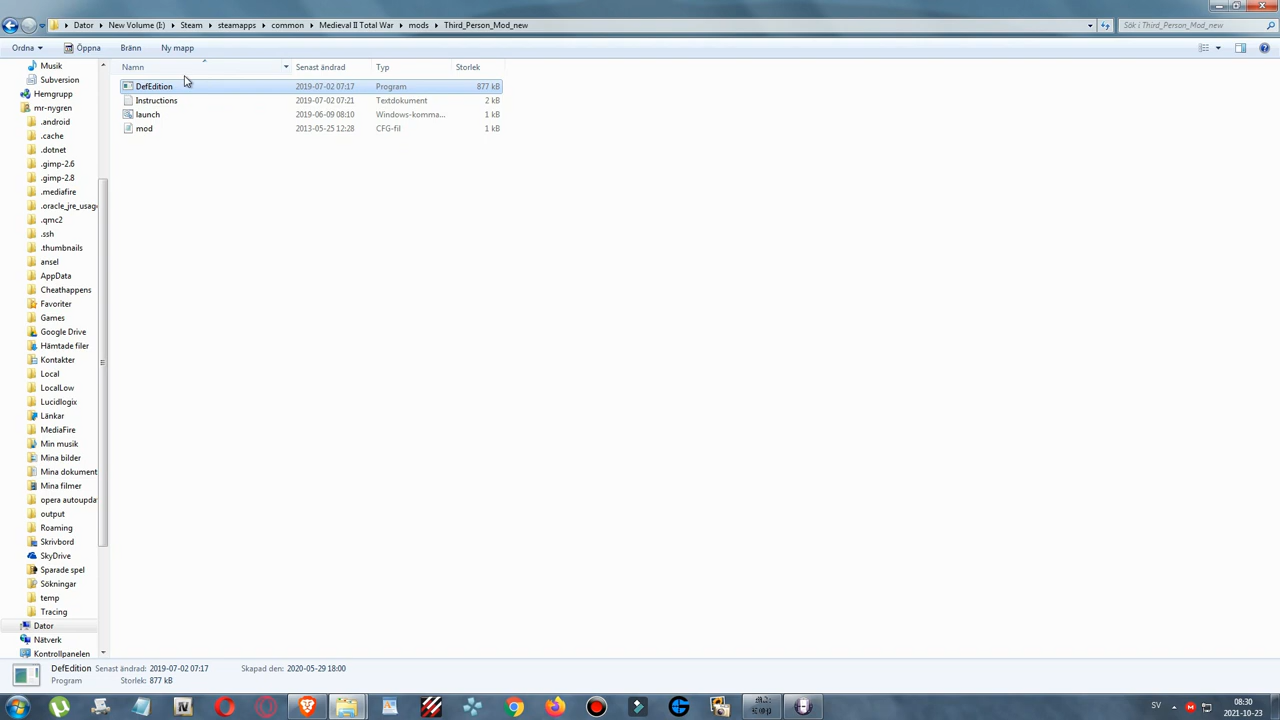 Dator ▸ New Volume (I:) ▸ Steam ▸ steamapps ▸ common ▸ Medieval II Total War ▸ mods ▸ Third_Person_Mod_new
Sök i Third_Person_Mod_new
Ordna Öppna Bränn Ny mapp
Namn Senast ändrad Typ Storlek
DefEdition 2019-07-02 07:17 Program 877 kB
Instructions 2019-07-02 07:21 Textdokument 2 kB
launch 2019-06-09 08:10 Windows-komma... 1 kB
mod 2013-05-25 12:28 CFG-fil 1 kB
Musik
Subversion
Hemgrupp
mr-nygren
.android
.cache
.dotnet
.gimp-2.6
.gimp-2.8
.mediafire
.oracle_jre_usag
.qmc2
.ssh
.thumbnails
ansel
AppData
Cheathappens
Favoriter
Games
Google Drive
Hämtade filer
Kontakter
Local
LocalLow
Lucidlogix
Länkar
MediaFire
Min musik
Mina bilder
Mina dokument
Mina filmer
opera autoupda
output
Roaming
Skrivbord
SkyDrive
Sparade spel
Sökningar
temp
Tracing
Dator
Nätverk
Kontrollpanelen
DefEdition Senast ändrad: 2019-07-02 07:17 Skapad den: 2020-05-29 18:00
Program Storlek: 877 kB
SV
08:30
2021-10-23